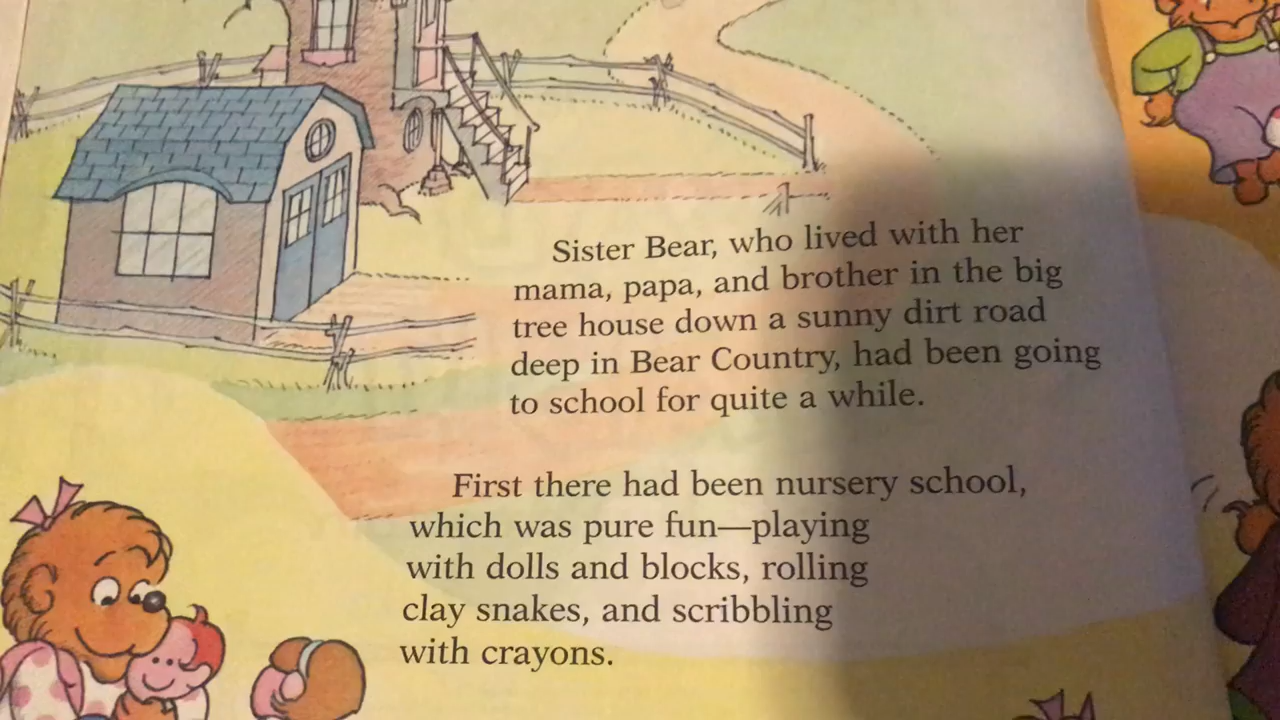 Sister Bear, who lived with her
mama, papa, and brother in the big
tree house down a sunny dirt road
deep in Bear Country, had been going
to school for quite a while.
First there had been nursery school,
which was pure fun—playing
with dolls and blocks, rolling
clay snakes, and scribbling
with crayons.